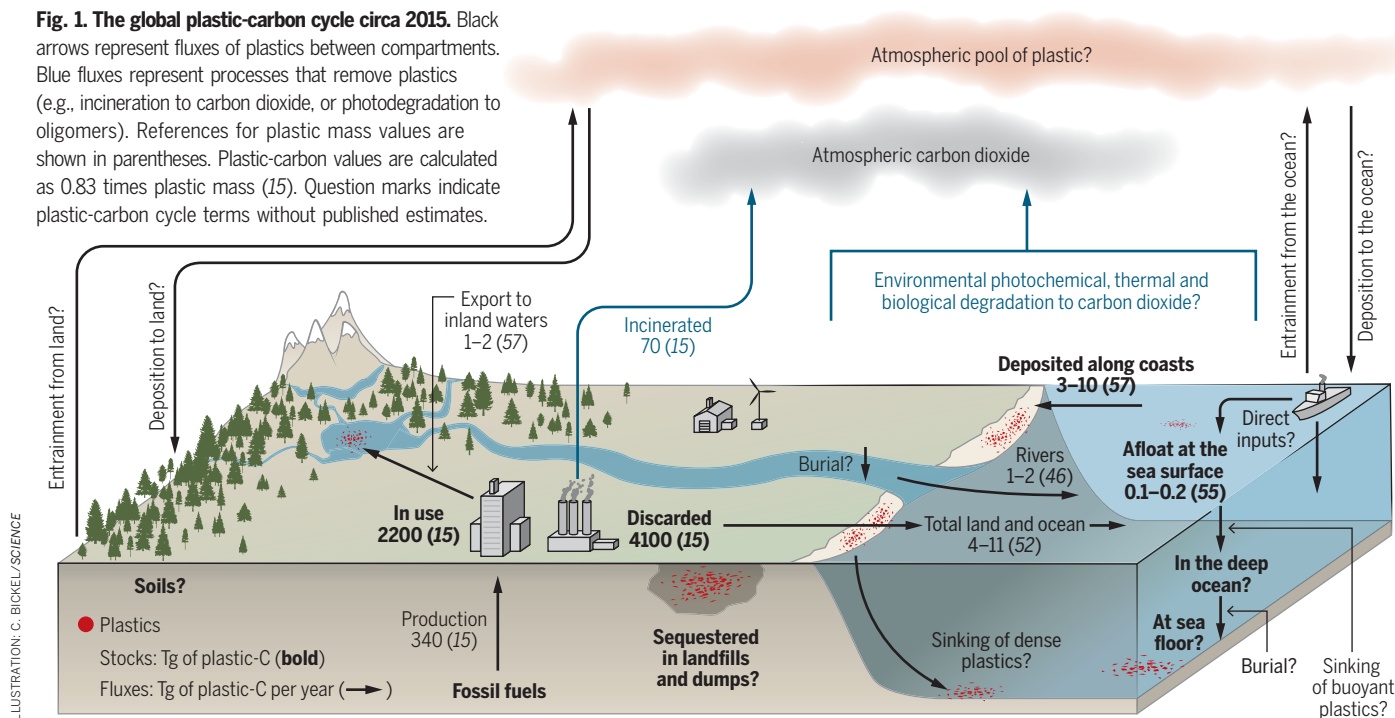 Fig. 1. The global plastic-carbon cycle circa 2015. Black
arrows represent fluxes of plastics between compartments.
Blue fluxes represent processes that remove plastics
(e.g., incineration to carbon dioxide, or photodegradation to
oligomers). References for plastic mass values are
shown in parentheses. Plastic-carbon values are calculated
as 0.83 times plastic mass (15). Question marks indicate
plastic-carbon cycle terms without published estimates.
Atmospheric pool of plastic?
Atmospheric carbon dioxide
Entrainment from land?
Deposition to land?
Export to
inland waters
1–2 (57)
Incinerated
70 (15)
Environmental photochemical, thermal and
biological degradation to carbon dioxide?
Entrainment from the ocean?
Deposition to the ocean?
Deposited along coasts
3–10 (57)
Direct
inputs?
Afloat at the
sea surface
0.1–0.2 (55)
Burial?
Rivers
1–2 (46)
In use
2200 (15)
Discarded
4100 (15)
Total land and ocean
4–11 (52)
In the deep
ocean?
At sea
floor?
Soils?
Plastics
Stocks: Tg of plastic-C (bold)
Fluxes: Tg of plastic-C per year (→)
Production
340 (15)
Fossil fuels
Sequestered
in landfills
and dumps?
Sinking of dense
plastics?
Burial?
Sinking
of buoyant
plastics?
LUSTRATION: C. BICKEL/SCIENCE